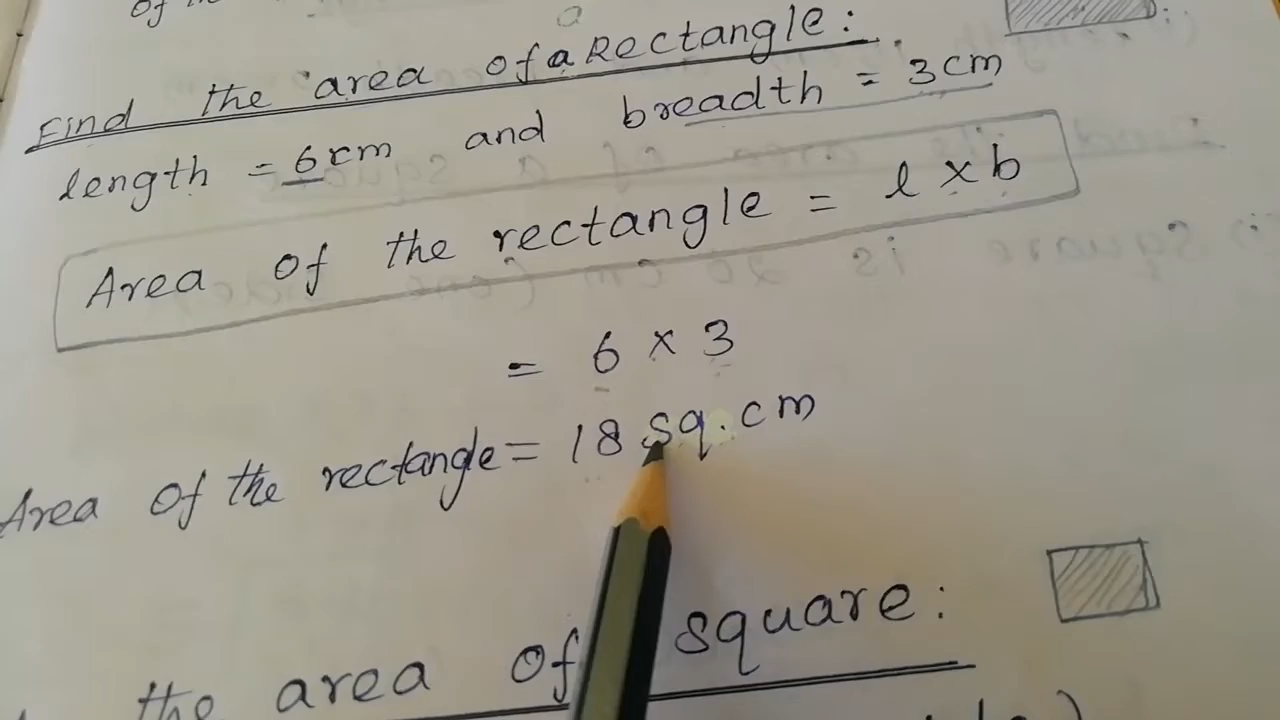 Find the area of a Rectangle:
length = 6cm and breadth = 3cm
Area of the rectangle = l x b
= 6 x 3
Area of the rectangle = 18 sq.cm
the area of square: